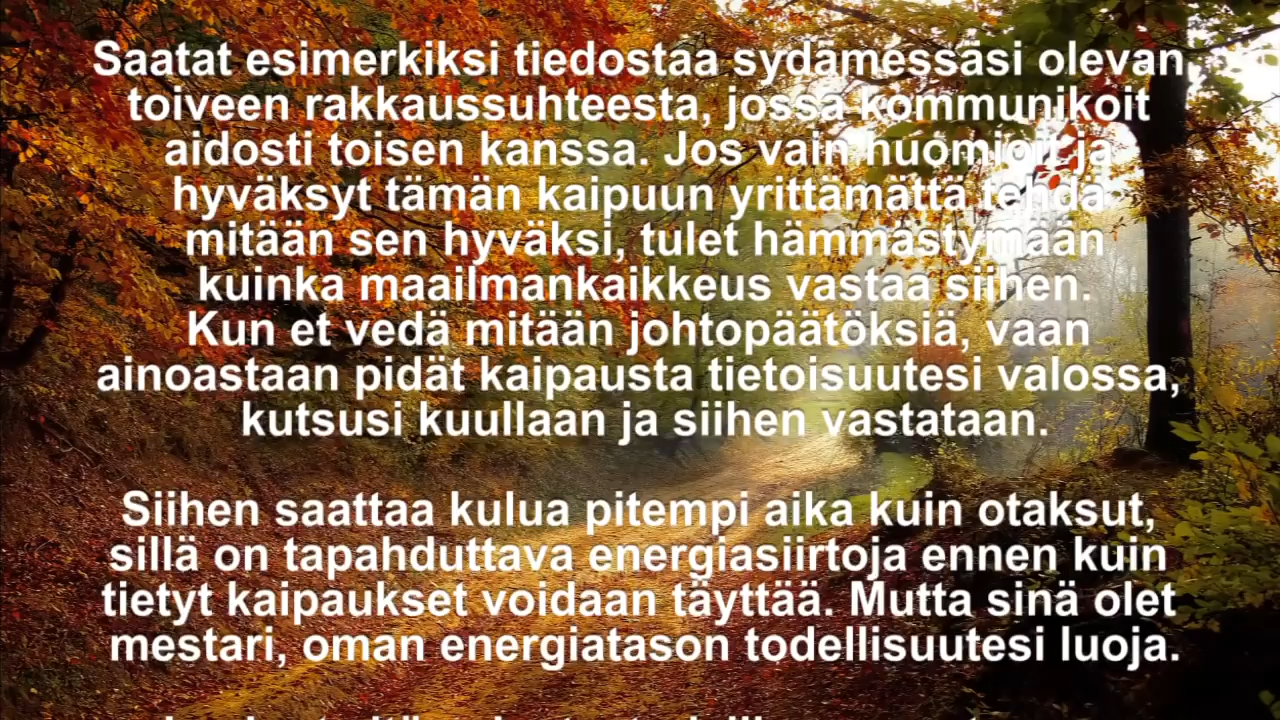 Saatat esimerkiksi tiedostaa sydämessäsi olevan
toiveen rakkaussuhteesta, jossa kommunikoit
aidosti toisen kanssa. Jos vain huomioit ja
hyväksyt tämän kaipuun yrittämättä tehdä
mitään sen hyväksi, tulet hämmästymään
kuinka maailmankaikkeus vastaa siihen.
Kun et vedä mitään johtopäätöksiä, vaan
ainoastaan pidät kaipausta tietoisuutesi valossa,
kutsusi kuullaan ja siihen vastataan.
Siihen saattaa kulua pitempi aika kuin otaksut,
sillä on tapahduttava energiasiirtoja ennen kuin
tietyt kaipaukset voidaan täyttää. Mutta sinä olet
mestari, oman energiatason todellisuutesi luoja.